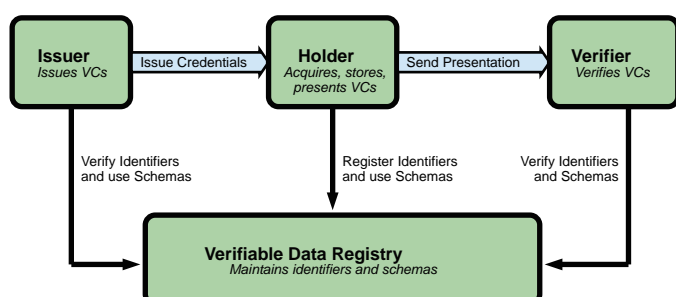 Issuer
Issues VCs
Issue Credentials
Holder
Acquires, stores,
presents VCs
Send Presentation
Verifier
Verifies VCs
Verify Identifiers
and use Schemas
Register Identifiers
and use Schemas
Verify Identifiers
and Schemas
Verifiable Data Registry
Maintains identifiers and schemas